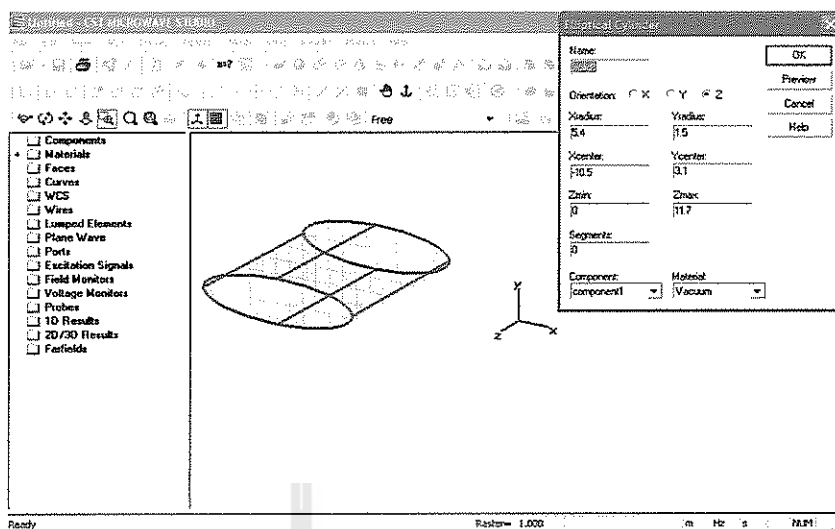 Untitled - CST MICROWAVE STUDIO
Elliptical Cylinder
Free
Components
Materials
Faces
Curves
WCS
Wires
Lumped Elements
Plane Wave
Ports
Excitation Signals
Field Monitors
Voltage Monitors
Probes
1D Results
2D/3D Results
Farfields
y
z
x
Name:
OK
Preview
Cancel
Help
Orientation: X Y Z
Xradius: Yradius:
5.4 1.5
Xcenter: Ycenter:
-10.5 3.1
Zmin: Zmax:
0 11.7
Segments:
0
Component: Material:
component1 Vacuum
Ready Raster= 1.000 m Hz s NUM